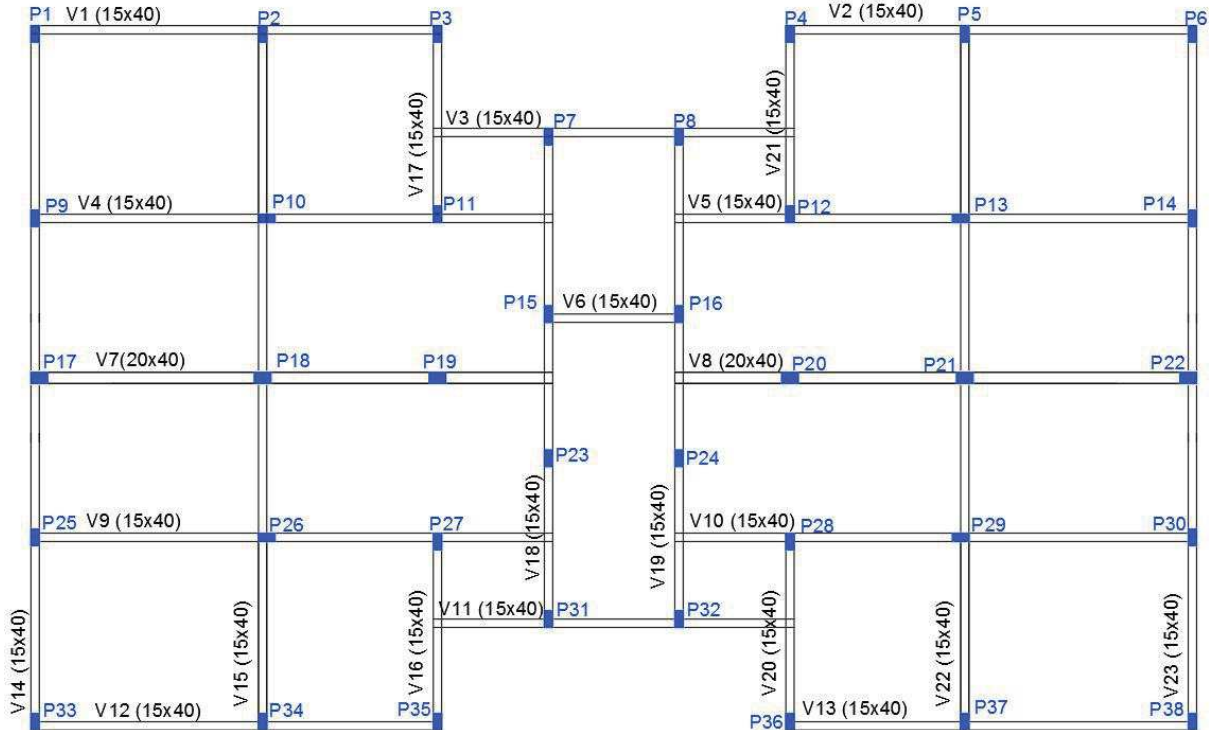 P1 V1 (15x40) P2 P3 P4 V2 (15x40) P5 P6
V17 (15x40)
V3 (15x40) P7 P8
V21 (15x40)
P9 V4 (15x40) P10 P11 V5 (15x40) P12 P13 P14
P15 V6 (15x40) P16
P17 V7(20x40) P18 P19 V8 (20x40) P20 P21 P22
P23 P24
P25 V9 (15x40) P26 P27 V10 (15x40) P28 P29 P30
V18 (15x40)
V19 (15x40)
V11 (15x40) P31 P32
V14 (15x40)
V15 (15x40)
V16 (15x40)
V20 (15x40)
V22 (15x40)
V23 (15x40)
P33 V12 (15x40) P34 P35 P36 V13 (15x40) P37 P38